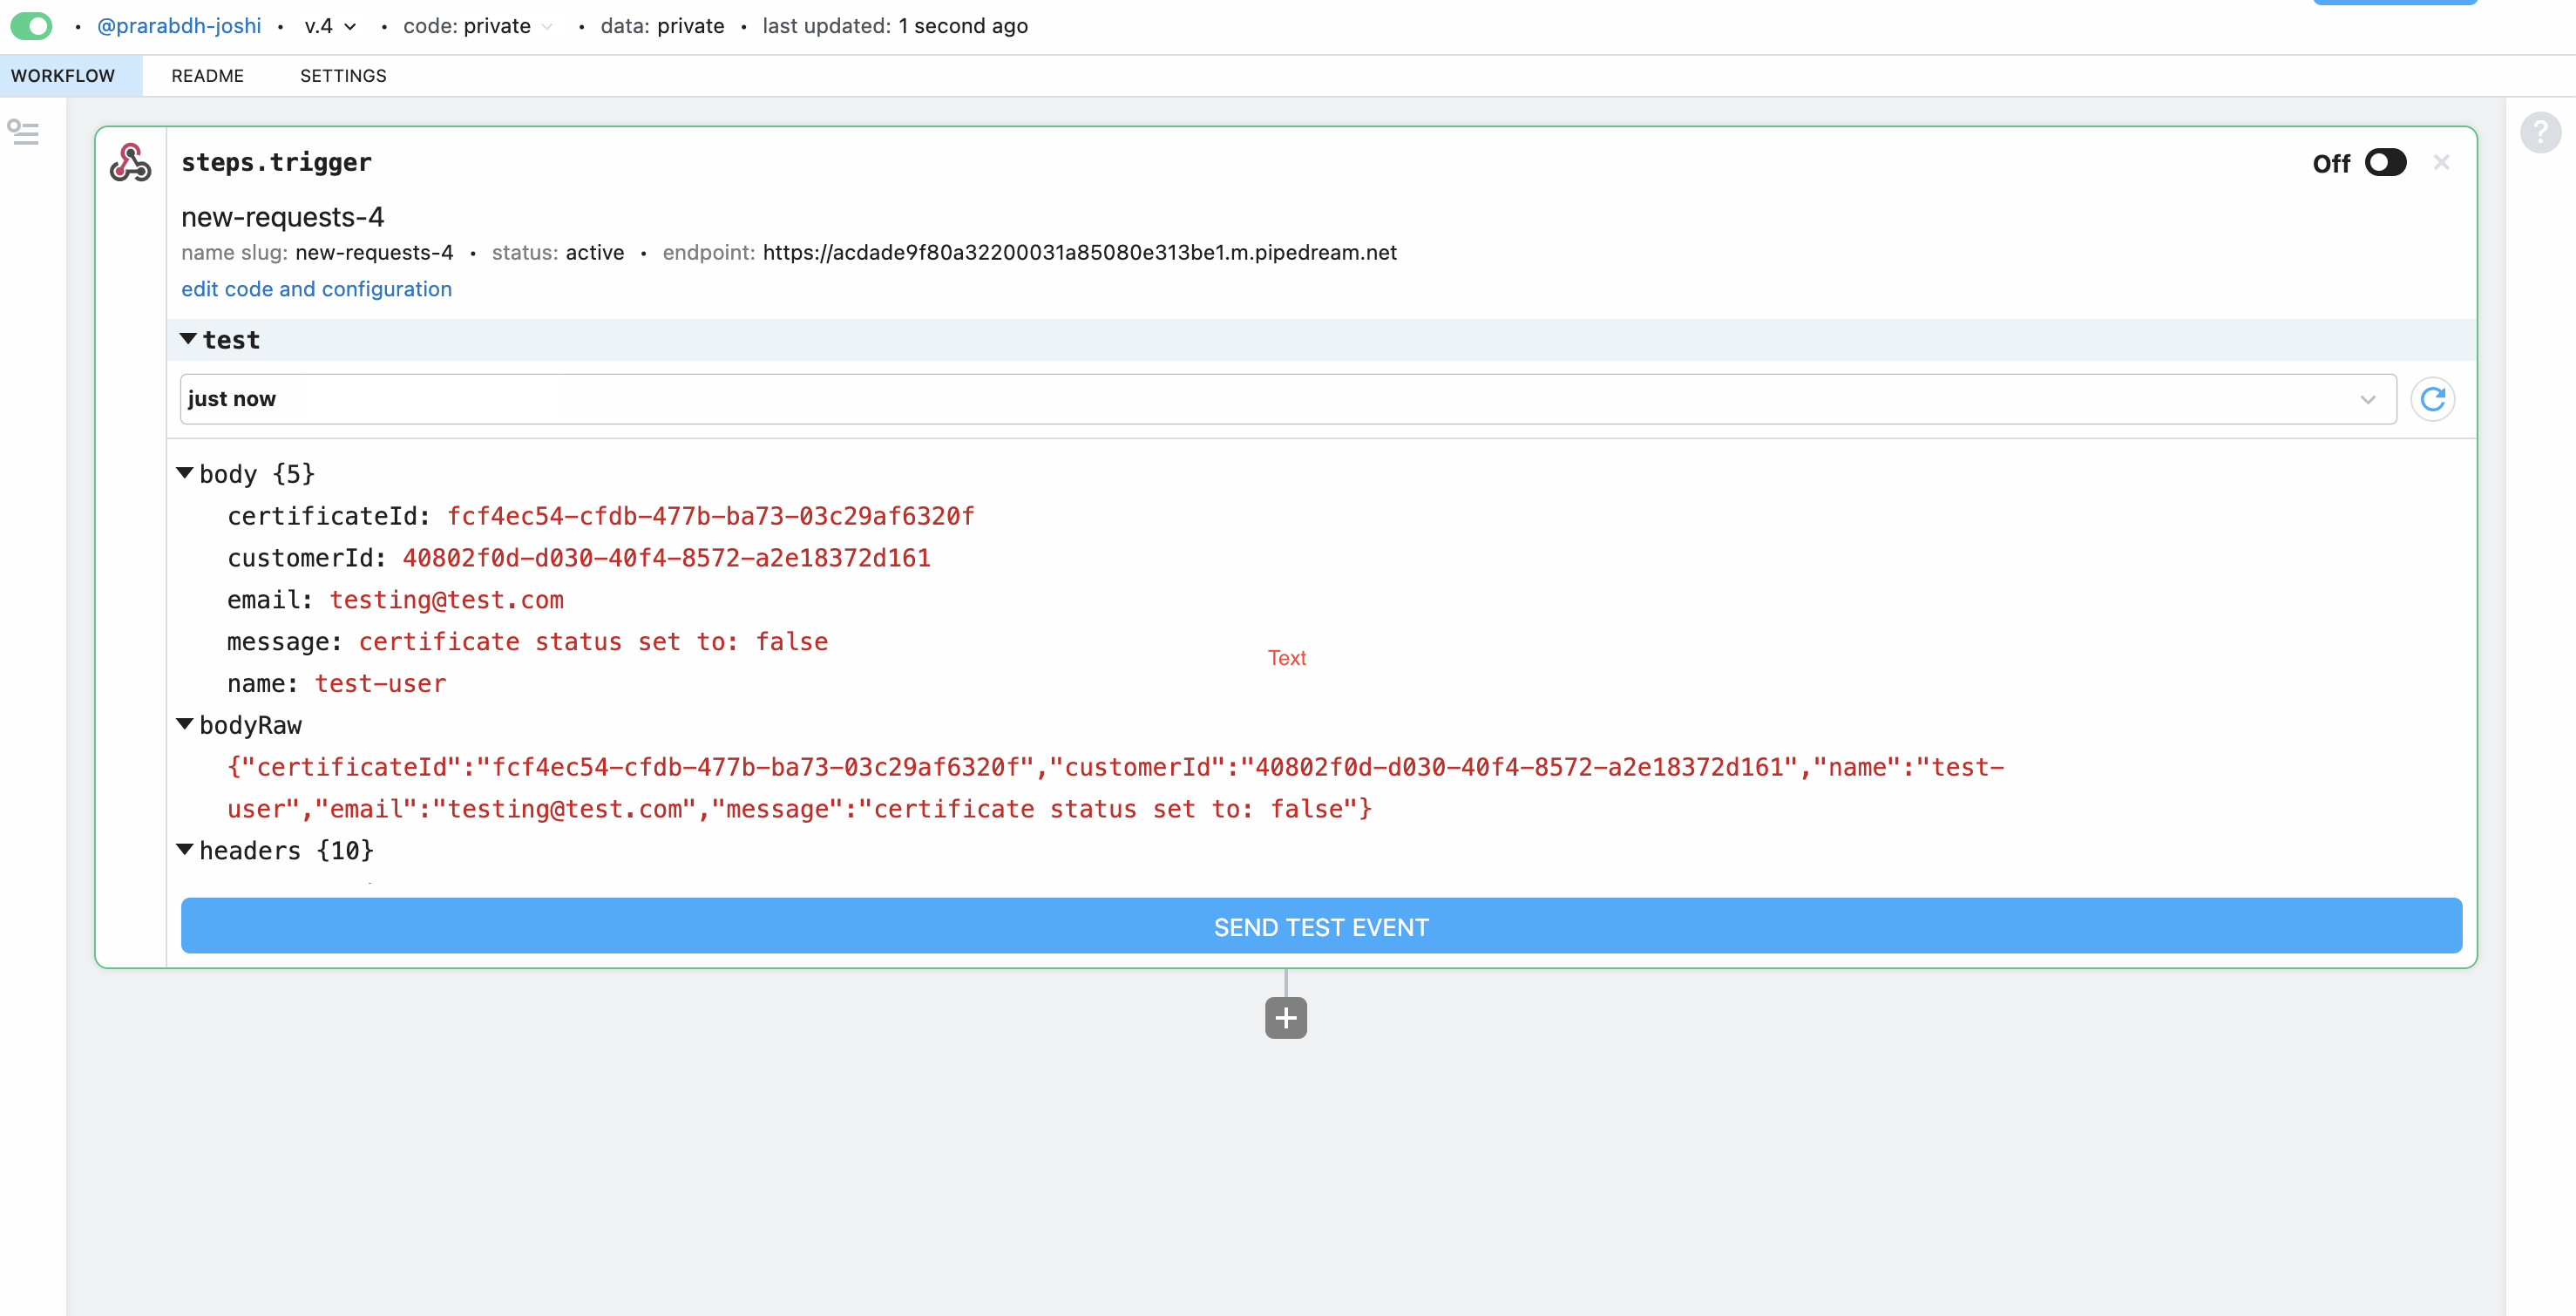 • @prarabdh-joshi • v.4 • code: private • data: private • last updated: 1 second ago
WORKFLOW README SETTINGS
steps.trigger Off
?
new-requests-4
name slug: new-requests-4 • status: active • endpoint: https://acdade9f80a32200031a85080e313be1.m.pipedream.net
edit code and configuration
test
just now
body {5}
certificateId: fcf4ec54-cfdb-477b-ba73-03c29af6320f
customerId: 40802f0d-d030-40f4-8572-a2e18372d161
email: testing@test.com
message: certificate status set to: false
Text
name: test-user
bodyRaw
{"certificateId":"fcf4ec54-cfdb-477b-ba73-03c29af6320f","customerId":"40802f0d-d030-40f4-8572-a2e18372d161","name":"test-
user","email":"testing@test.com","message":"certificate status set to: false"}
headers {10}
SEND TEST EVENT